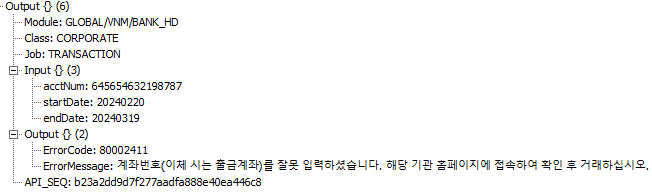 Output {} (6)
Module: GLOBAL/VNM/BANK_HD
Class: CORPORATE
Job: TRANSACTION
Input {} (3)
acctNum: 645654632198787
startDate: 20240220
endDate: 20240319
Output {} (2)
ErrorCode: 80002411
ErrorMessage: 계좌번호(이체 시는 출금계좌)를 잘못 입력하셨습니다. 해당 기관 홈페이지에 접속하여 확인 후 거래하십시오.
API_SEQ: b23a2dd9d7f277aadfa888e40ea446c8